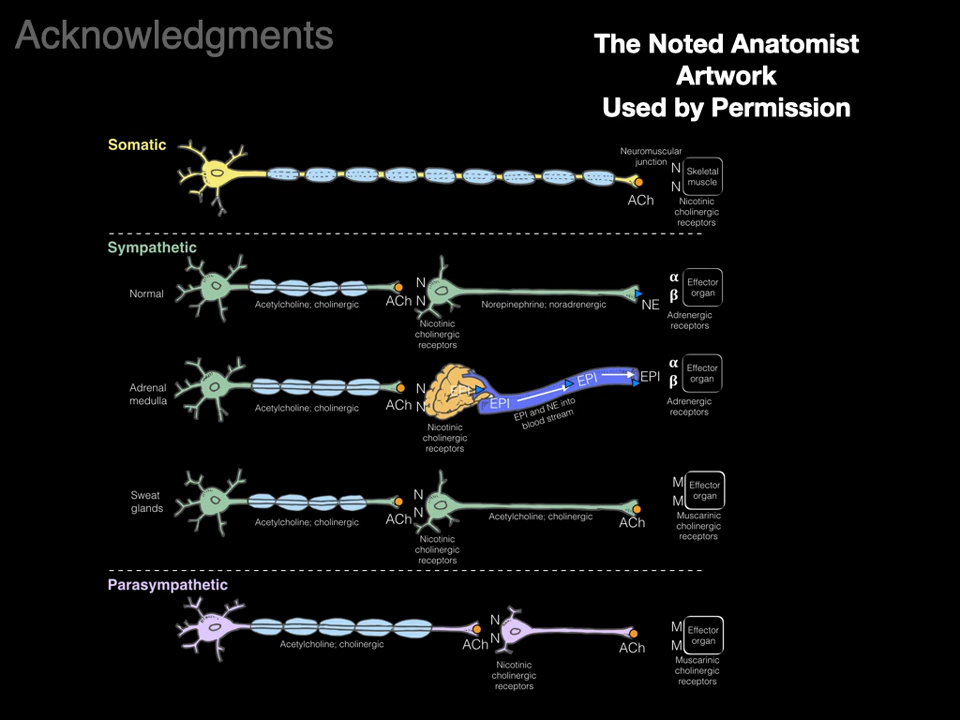 Acknowledgments
The Noted Anatomist
Artwork
Used by Permission
Somatic
Neuromuscular
junction
N
N
ACh
Skeletal
muscle
Nicotinic
cholinergic
receptors
Sympathetic
Normal
Acetylcholine; cholinergic
ACh
N
N
Nicotinic
cholinergic
receptors
Norepinephrine; noradrenergic
NE
α
β
Effector
organ
Adrenergic
receptors
Adrenal
medulla
Acetylcholine; cholinergic
ACh
N
N
Nicotinic
cholinergic
receptors
EPI
EPI
EPI
EPI and NE into
blood stream
EPI
α
β
Effector
organ
Adrenergic
receptors
Sweat
glands
Acetylcholine; cholinergic
ACh
N
N
Nicotinic
cholinergic
receptors
Acetylcholine; cholinergic
ACh
M
M
Effector
organ
Muscarinic
cholinergic
receptors
Parasympathetic
Acetylcholine; cholinergic
ACh
N
N
Nicotinic
cholinergic
receptors
ACh
M
M
Effector
organ
Muscarinic
cholinergic
receptors